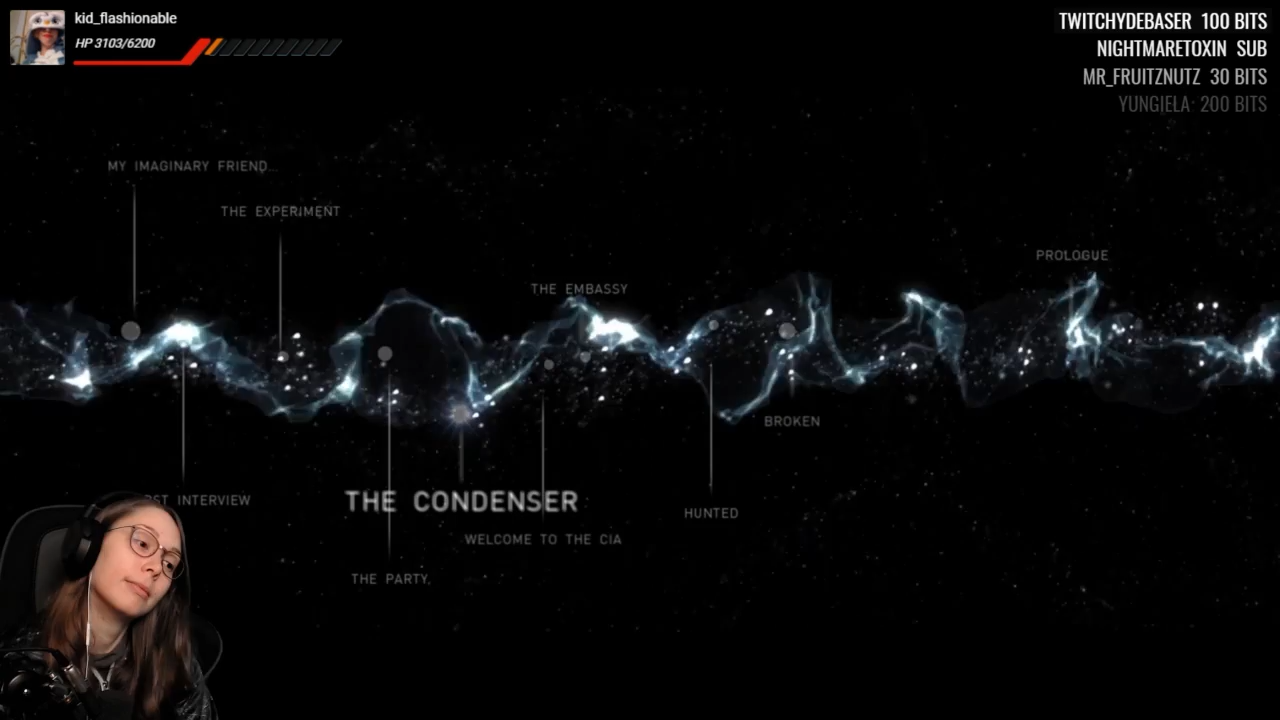 kid_flashionable
HP 3103/6200
TWITCHYDEBASER 100 BITS
NIGHTMARETOXIN SUB
MR_FRUITZNUTZ 30 BITS
YUNGIELA 200 BITS
MY IMAGINARY FRIEND...
THE EXPERIMENT
PROLOGUE
THE EMBASSY
BROKEN
INTERVIEW
THE CONDENSER
HUNTED
WELCOME TO THE CIA
THE PARTY